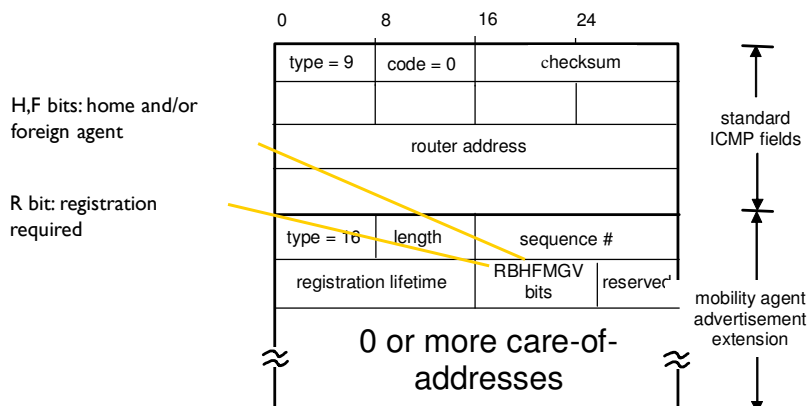 0 8 16 24
type = 9 code = 0 checksum
H,F bits: home and/or
foreign agent
router address
standard
ICMP fields
R bit: registration
required
type = 16 length sequence #
registration lifetime RBHFMGV
bits reserved
mobility agent
advertisement
extension
0 or more care-of-
addresses